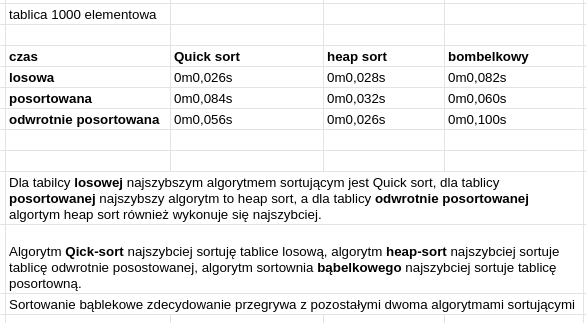 tablica 1000 elementowa
czas Quick sort heap sort bombelkowy
losowa 0m0,026s 0m0,028s 0m0,082s
posortowana 0m0,084s 0m0,032s 0m0,060s
odwrotnie posortowana 0m0,056s 0m0,026s 0m0,100s
Dla tabilcy losowej najszybszym algorytmem sortującym jest Quick sort, dla tablicy
posortowanej najszybszy algorytm to heap sort, a dla tablicy odwrotnie posortowanej
algortym heap sort również wykonuje się najszybciej.
Algorytm Qick-sort najszybciej sortuję tablice losową, algorytm heap-sort najszybciej sortuje
tablicę odwrotnie posostowanej, algorytm sortownia bąbelkowego najszybciej sortuje tablicę
posortowną.
Sortowanie bąblekowe zdecydowanie przegrywa z pozostałymi dwoma algorytmami sortującymi